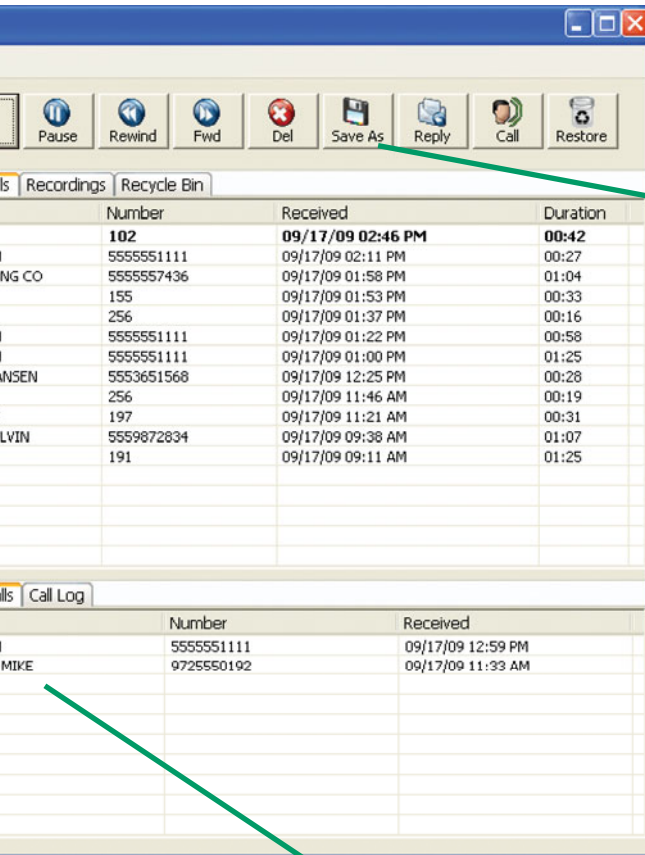 Pause Rewind Fwd Del Save As Reply Call Restore
ls Recordings Recycle Bin
Number Received Duration
102 09/17/09 02:46 PM 00:42
5555551111 09/17/09 02:11 PM 00:27
NG CO 5555557436 09/17/09 01:58 PM 01:04
155 09/17/09 01:53 PM 00:33
256 09/17/09 01:37 PM 00:16
5555551111 09/17/09 01:22 PM 00:58
5555551111 09/17/09 01:00 PM 01:25
ANSEN 5553651568 09/17/09 12:25 PM 00:28
256 09/17/09 11:46 AM 00:19
197 09/17/09 11:21 AM 00:31
LVIN 5559872834 09/17/09 09:38 AM 01:07
191 09/17/09 09:11 AM 01:25
lls Call Log
Number Received
5555551111 09/17/09 12:59 PM
MIKE 9725550192 09/17/09 11:33 AM